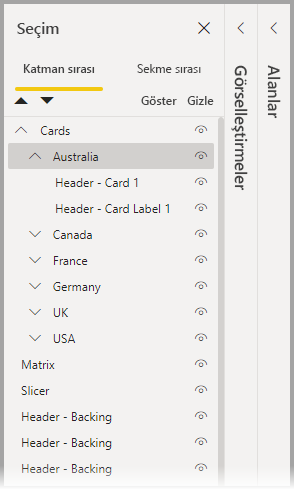 Seçim
Katman sırası
Sekme sırası
Göster
Gizle
Cards
Australia
Header - Card 1
Header - Card Label 1
Canada
France
Germany
UK
USA
Matrix
Slicer
Header - Backing
Header - Backing
Header - Backing
Görselleştirmeler
Alanlar